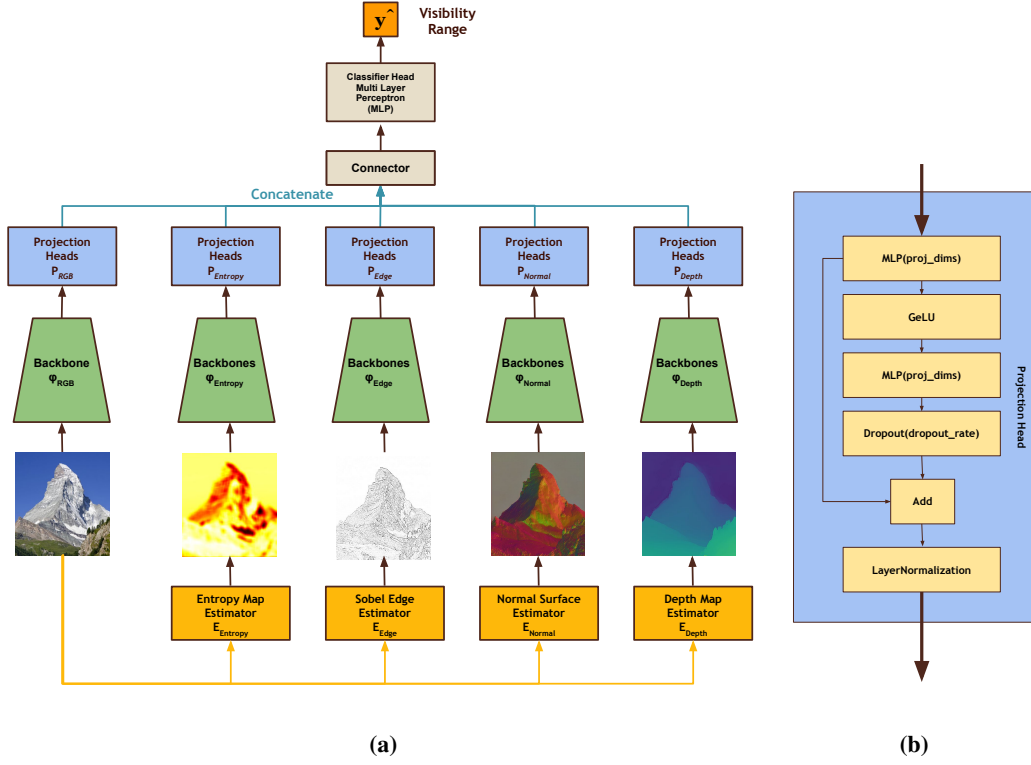 y^
Visibility
Range
Classifier Head
Multi Layer
Perceptron
(MLP)
Connector
Concatenate
Projection
Heads
P_RGB
Projection
Heads
P_Entropy
Projection
Heads
P_Edge
Projection
Heads
P_Normal
Projection
Heads
P_Depth
Backbone
φ_RGB
Backbones
φ_Entropy
Backbones
φ_Edge
Backbones
φ_Normal
Backbones
φ_Depth
Entropy Map
Estimator
E_Entropy
Sobel Edge
Estimator
E_Edge
Normal Surface
Estimator
E_Normal
Depth Map
Estimator
E_Depth
(a)
MLP(proj_dims)
GeLU
MLP(proj_dims)
Dropout(dropout_rate)
Add
LayerNormalization
Projection Head
(b)